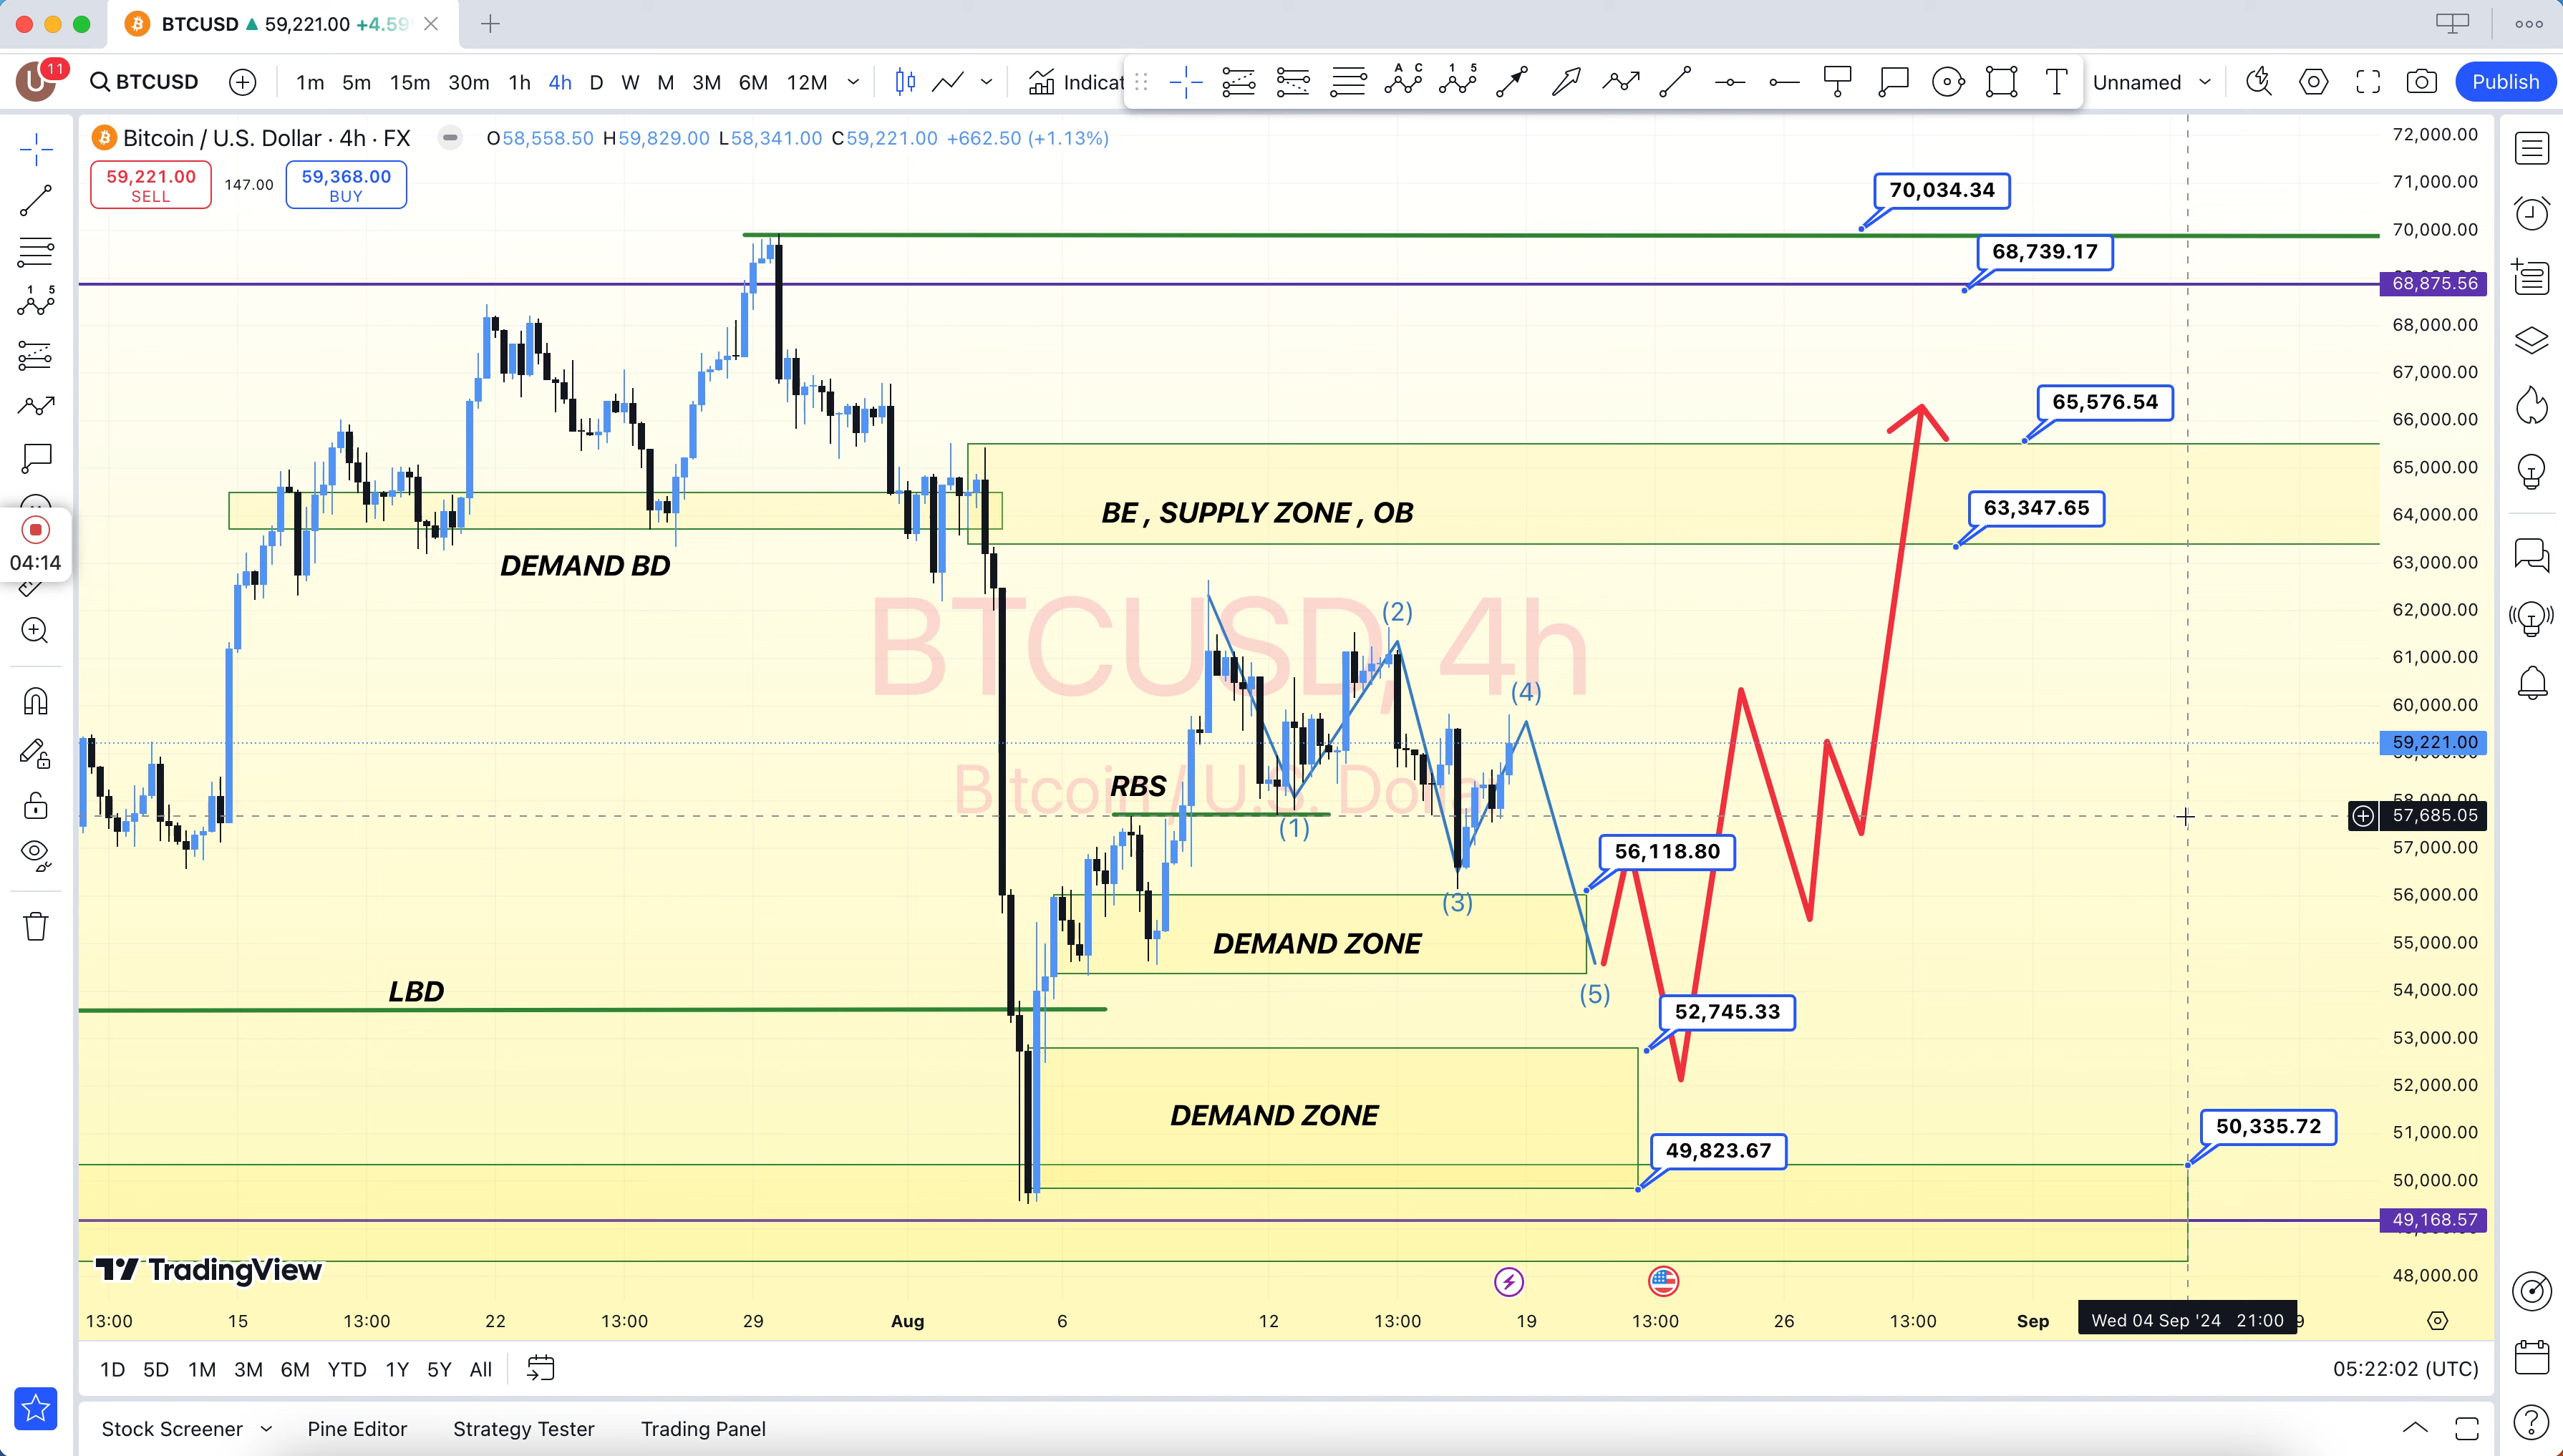 BTCUSD ▲ 59,221.00 +4.59
11
U
BTCUSD
1m 5m 15m 30m 1h 4h D W M 3M 6M 12M
Indicat
Unnamed
Publish
Bitcoin / U.S. Dollar · 4h · FX
O58,558.50 H59,829.00 L58,341.00 C59,221.00 +662.50 (+1.13%)
59,221.00
SELL
147.00
59,368.00
BUY
04:14
72,000.00
71,000.00
70,000.00
68,875.56
68,000.00
67,000.00
66,000.00
65,000.00
64,000.00
63,000.00
62,000.00
61,000.00
60,000.00
59,221.00
57,685.05
57,000.00
56,000.00
55,000.00
54,000.00
53,000.00
52,000.00
51,000.00
50,000.00
49,168.57
48,000.00
70,034.34
68,739.17
65,576.54
63,347.65
BE , SUPPLY ZONE , OB
DEMAND BD
BTCUSD, 4h
Bitcoin / U.S. Dollar
(2)
(4)
RBS
(1)
56,118.80
(3)
DEMAND ZONE
LBD
(5)
52,745.33
DEMAND ZONE
50,335.72
49,823.67
TradingView
13:00 15 13:00 22 13:00 29 Aug 6 12 13:00 19 13:00 26 13:00 Sep Wed 04 Sep '24 21:00 9
1D 5D 1M 3M 6M YTD 1Y 5Y All
05:22:02 (UTC)
Stock Screener Pine Editor Strategy Tester Trading Panel